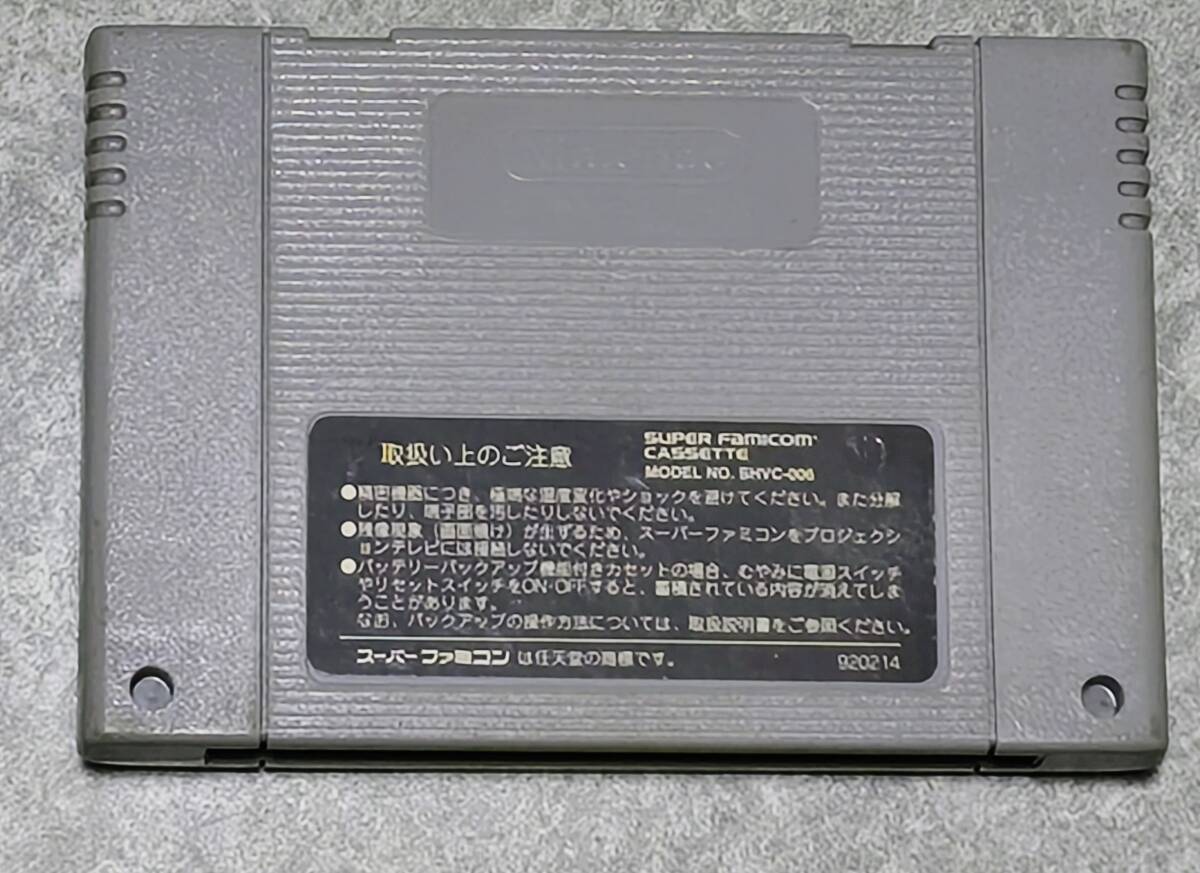 Nintendo
取扱い上のご注意
SUPER FAMICOM
CASSETTE
MODEL NO. SHVC-006
●精密機器につき、極端な温度変化やショックを避けてください。また分解
したり、端子部を汚したりしないでください。
●残像現象(画面焼け)が生ずるため、スーパーファミコンをプロジェクシ
ョンテレビには接続しないでください。
●バッテリーバックアップ機能付きカセットの場合、むやみに電源スイッチ
やリセットスイッチをON・OFFすると、蓄積されている内容が消えてしま
うことがあります。
なお、バックアップの操作方法については、取扱説明書をご参照ください。
スーパーファミコンは任天堂の商標です。
920214